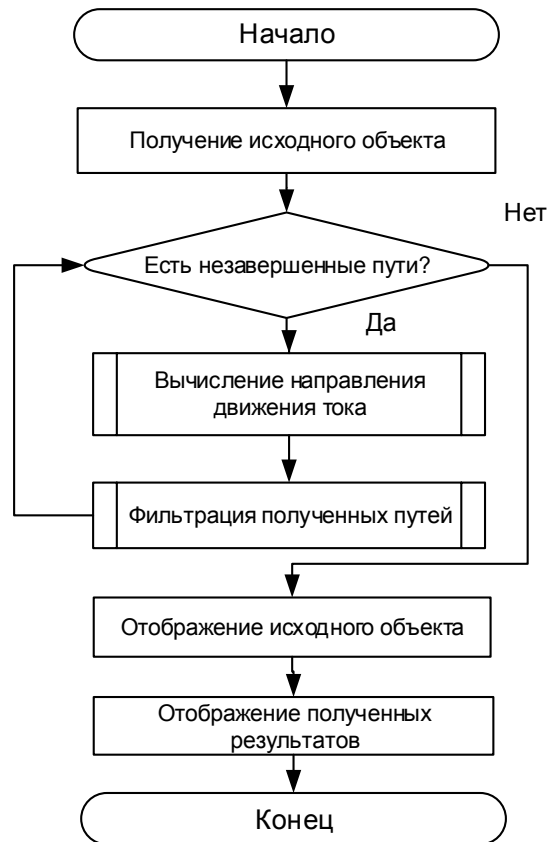 Начало
Получение исходного объекта
Нет
Есть незавершенные пути?
Да
Вычисление направления
движения тока
Фильтрация полученных путей
Отображение исходного объекта
Отображение полученных
результатов
Конец